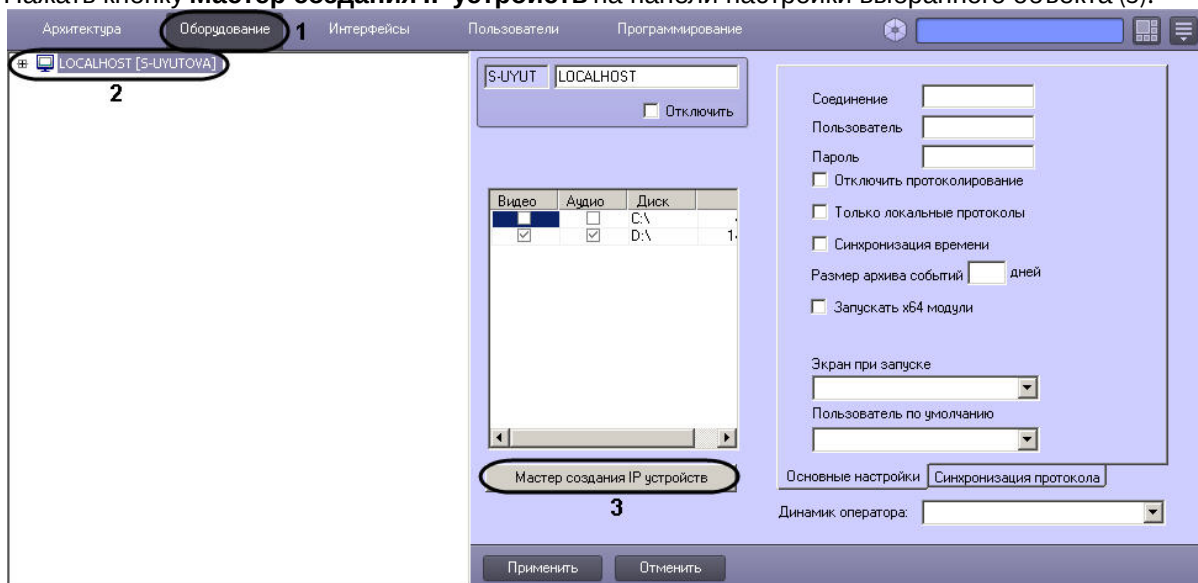 Нажать кнопку Мастер создания IP устройств на панели настройки выбранного объекта (3).
Архитектура Оборудование 1 Интерфейсы Пользователи Программирование
LOCALHOST [S-UYUTOVA]
2
S-UYUT LOCALHOST
Отключить
Видео Аудио Диск
C:\
D:\ 1
Мастер создания IP устройств
3
Соединение
Пользователь
Пароль
Отключить протоколирование
Только локальные протоколы
Синхронизация времени
Размер архива событий дней
Запускать x64 модули
Экран при запуске
Пользователь по умолчанию
Основные настройки Синхронизация протокола
Динамик оператора:
Применить Отменить